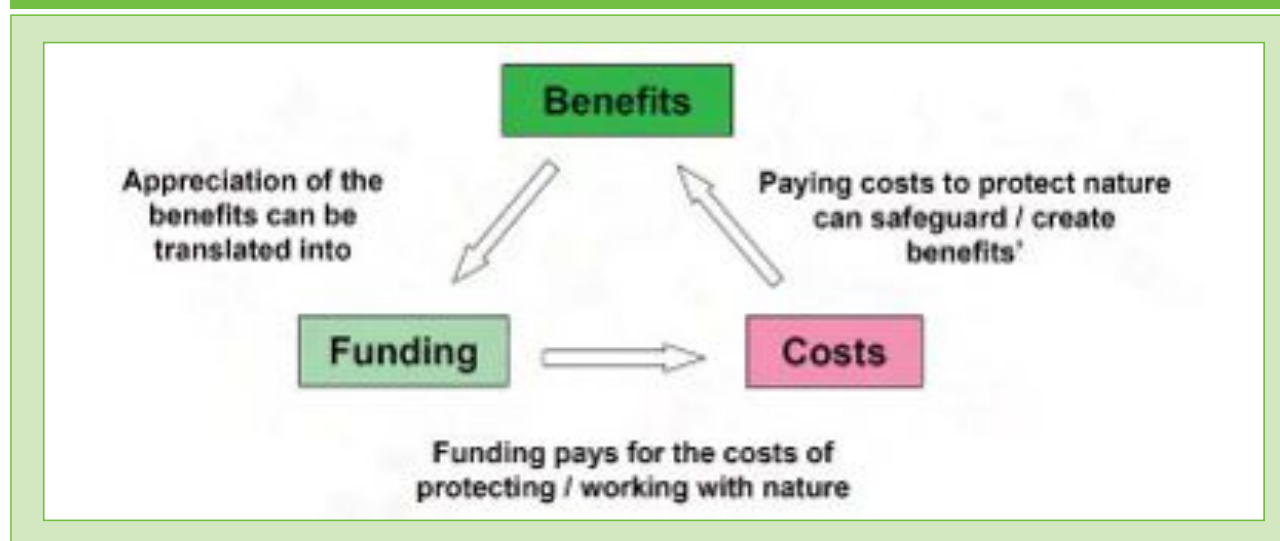 Benefits
Appreciation of the
benefits can be
translated into
Paying costs to protect nature
can safeguard / create
benefits'
Funding
Costs
Funding pays for the costs of
protecting / working with nature